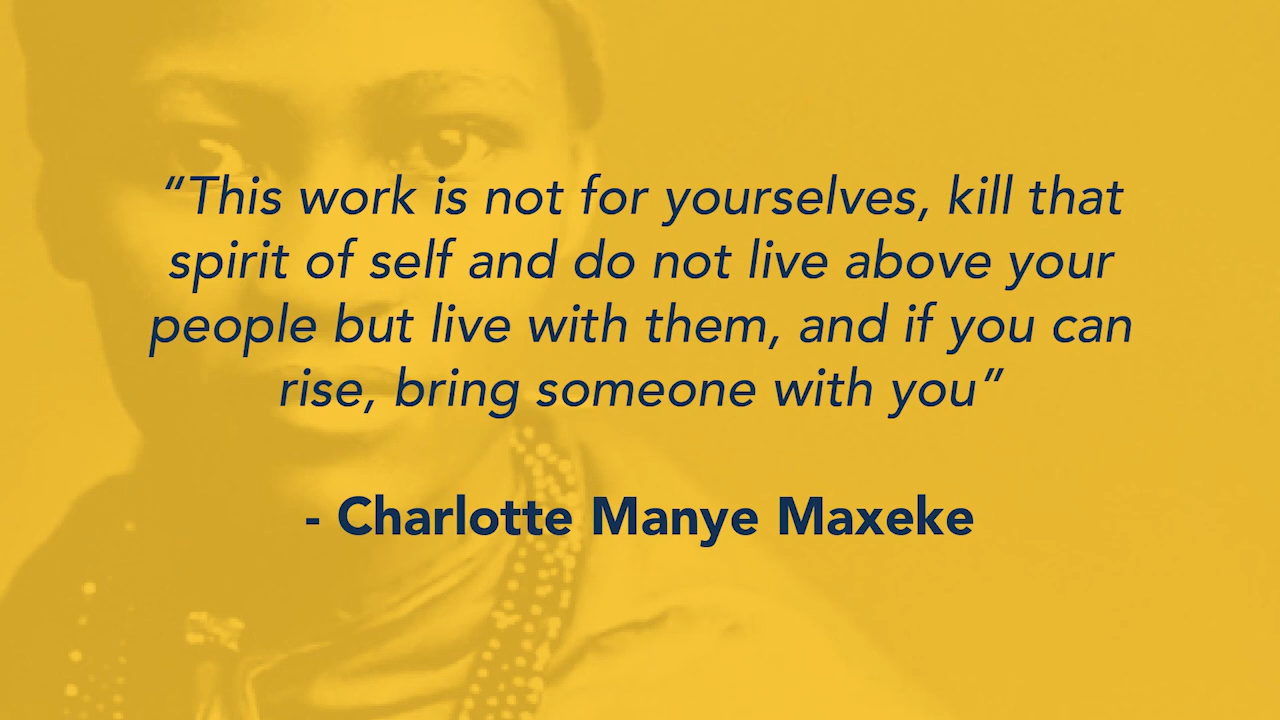 “This work is not for yourselves, kill that
spirit of self and do not live above your
people but live with them, and if you can
rise, bring someone with you”
- Charlotte Manye Maxeke